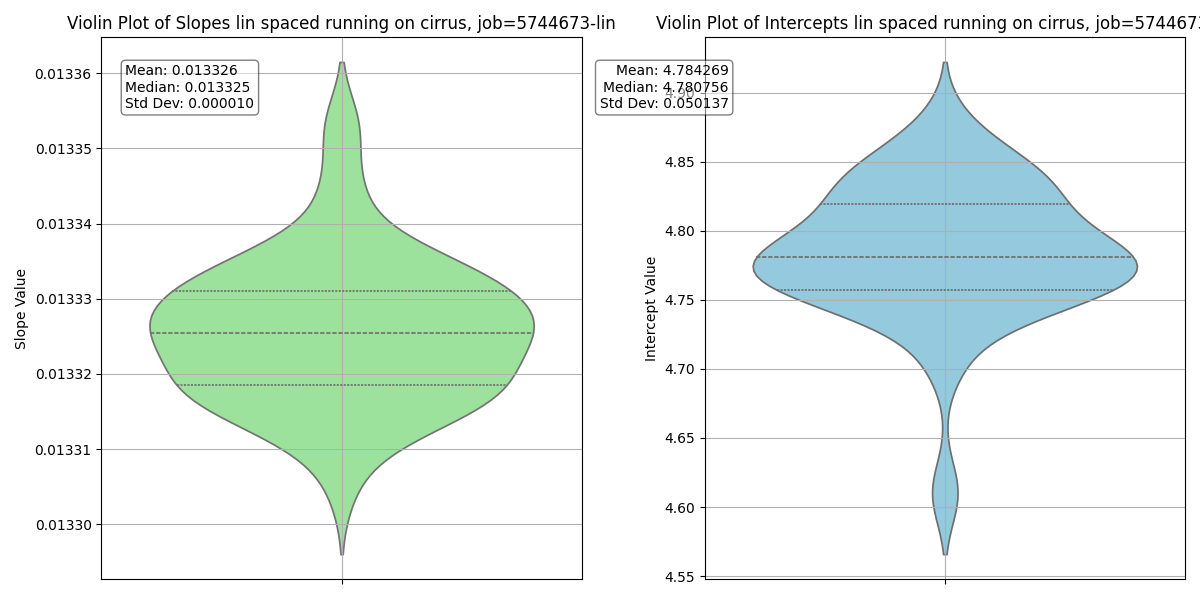 Violin Plot of Slopes lin spaced running on cirrus, job=5744673-lin
Mean: 0.013326
Median: 0.013325
Std Dev: 0.000010
0.01336
0.01335
0.01334
0.01333
0.01332
0.01331
0.01330
Slope Value
Violin Plot of Intercepts lin spaced running on cirrus, job=5744673
Mean: 4.784269
Median: 4.780756
Std Dev: 0.050137
4.90
4.85
4.80
4.75
4.70
4.65
4.60
4.55
Intercept Value